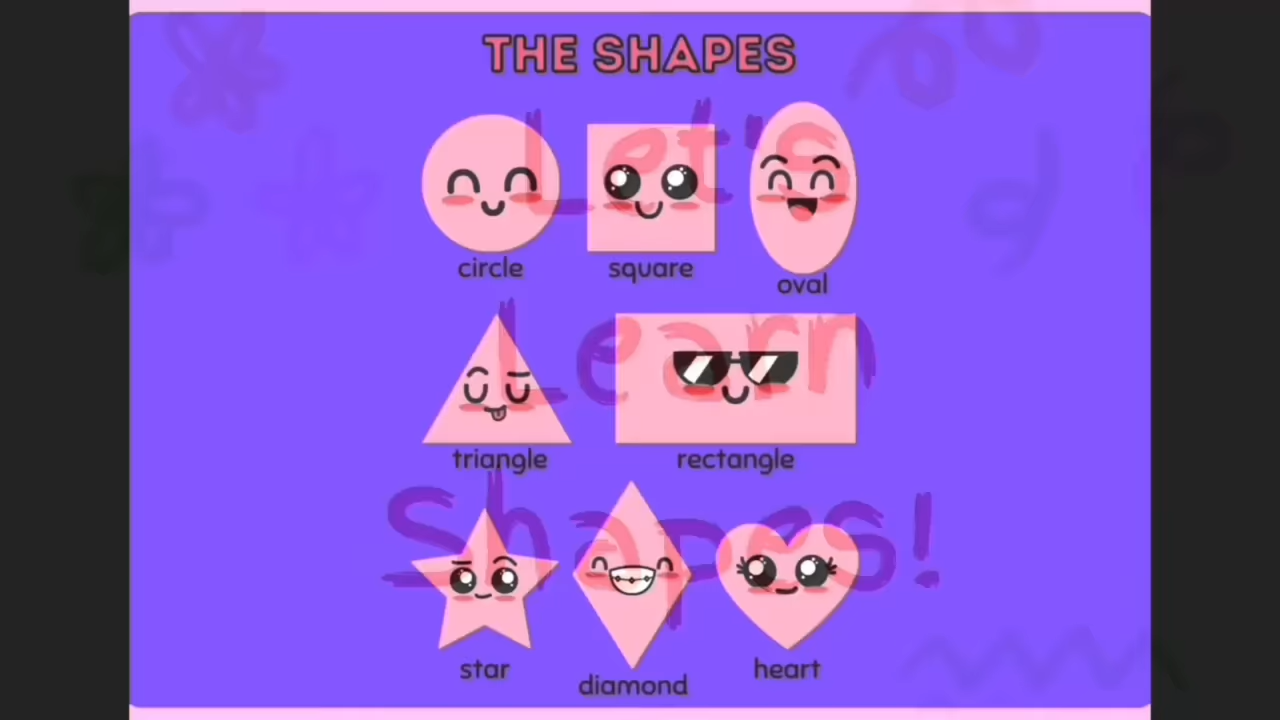 THE SHAPES
Let's
circle square oval
Learn
triangle rectangle
Shapes!
star diamond heart